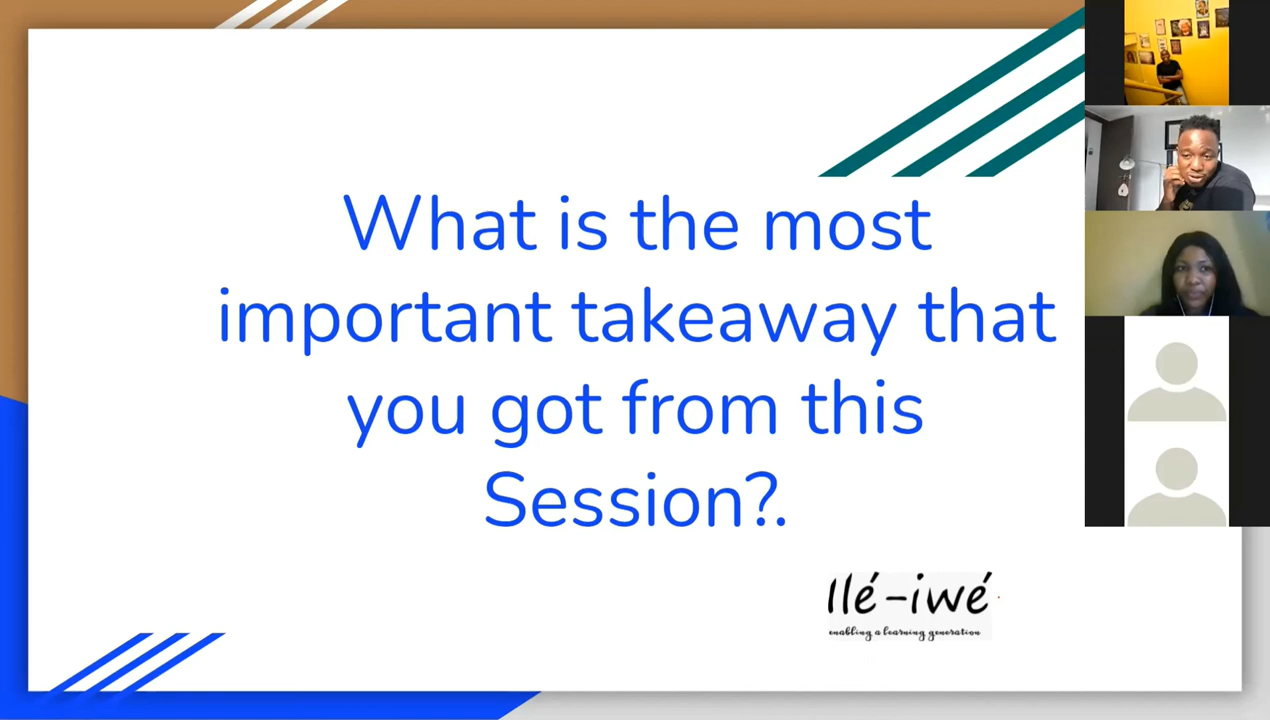 What is the most
important takeaway that
you got from this
Session?.
Ilé-iwé
enabling a learning generation